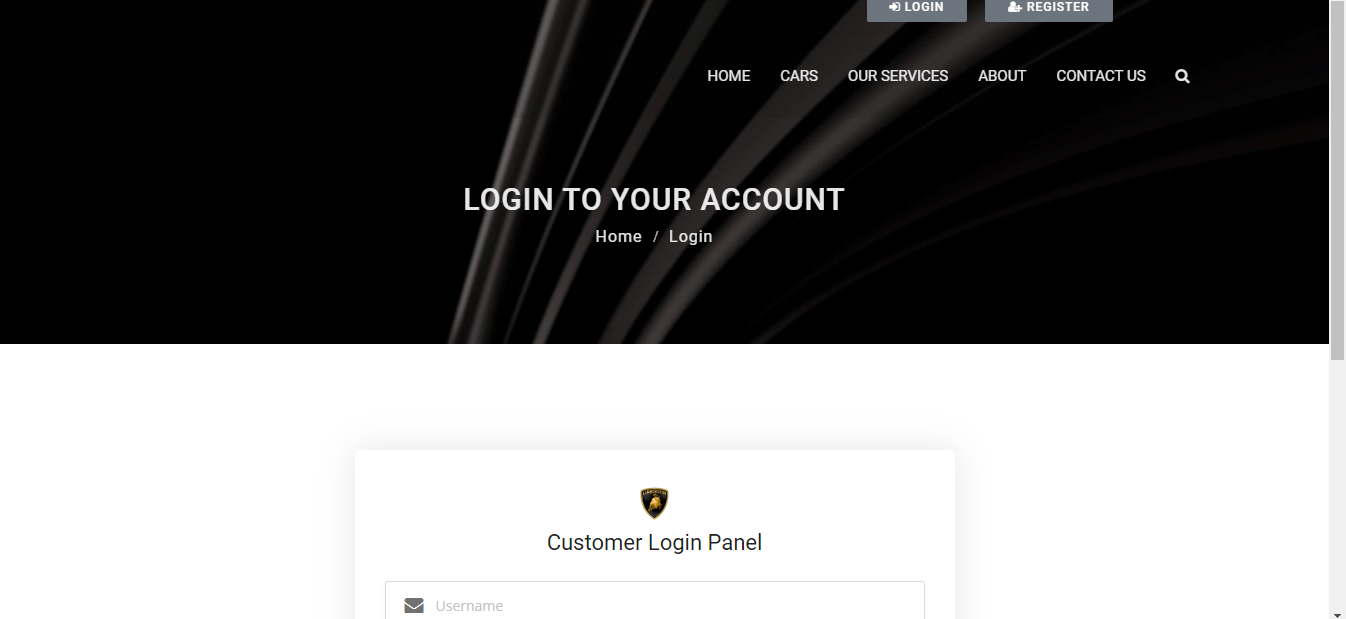 LOGIN REGISTER
HOME CARS OUR SERVICES ABOUT CONTACT US
LOGIN TO YOUR ACCOUNT
Home / Login
Customer Login Panel
Username